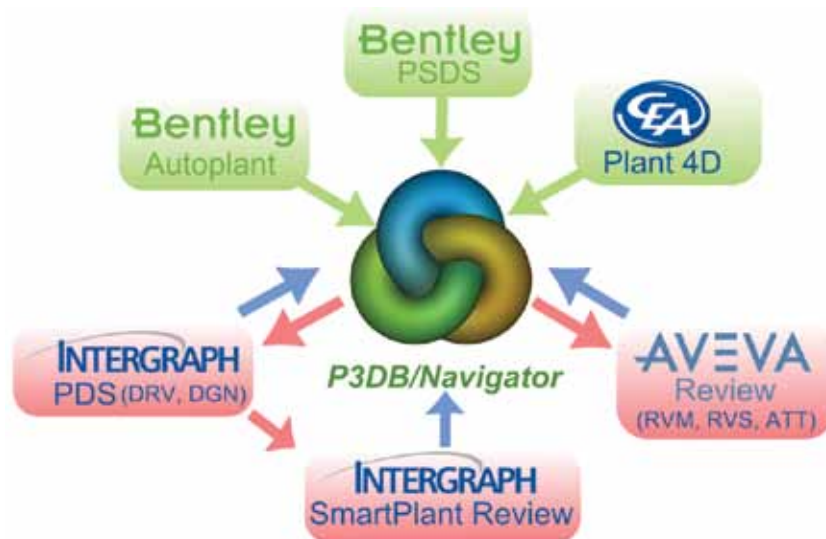 Bentley
PSDS
Bentley
Autoplant
CEA
Plant 4D
P3DB/Navigator
INTERGRAPH
PDS (DRV, DGN)
AVEVA
Review
(RVM, RVS, ATT)
INTERGRAPH
SmartPlant Review